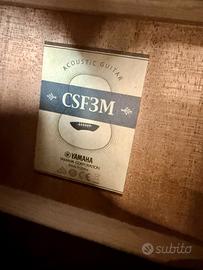 ACOUSTIC GUITAR
CSF3M
YAMAHA
YAMAHA CORPORATION
subito